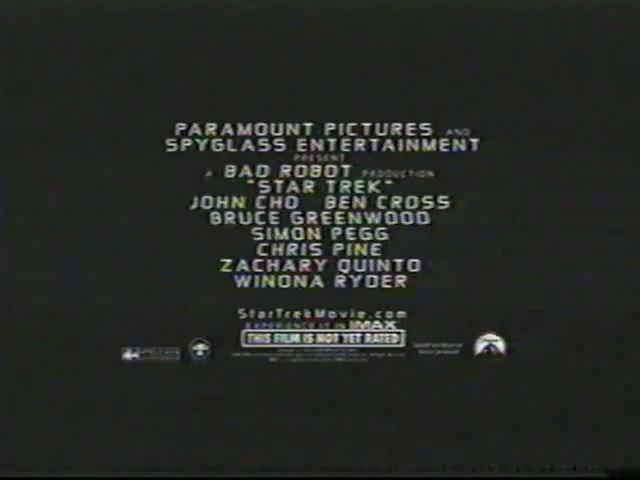 PARAMOUNT PICTURES AND
SPYGLASS ENTERTAINMENT
PRESENT
A BAD ROBOT PRODUCTION
"STAR TREK"
JOHN CHO BEN CROSS
BRUCE GREENWOOD
SIMON PEGG
CHRIS PINE
ZACHARY QUINTO
WINONA RYDER
StarTrekMovie.com
EXPERIENCE IT IN IMAX
THIS FILM IS NOT YET RATED